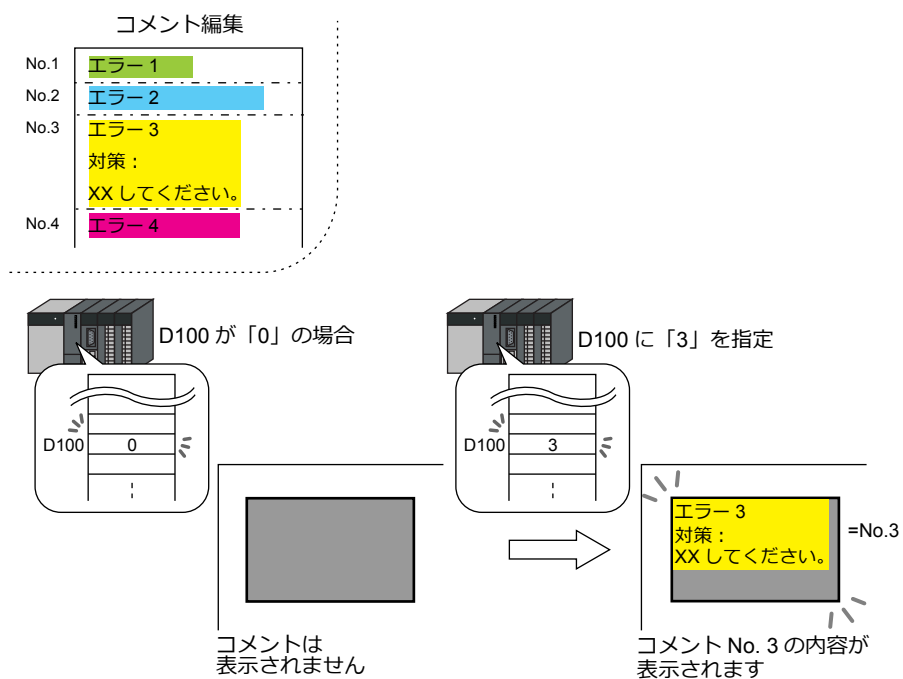 コメント編集
No.1 エラー 1
No.2 エラー 2
No.3 エラー 3
対策：
XX してください。
No.4 エラー 4
D100 が「0」の場合
D100 0
コメントは
表示されません
D100 に「3」を指定
D100 3
エラー 3
対策：
XX してください。
=No.3
コメント No. 3 の内容が
表示されます